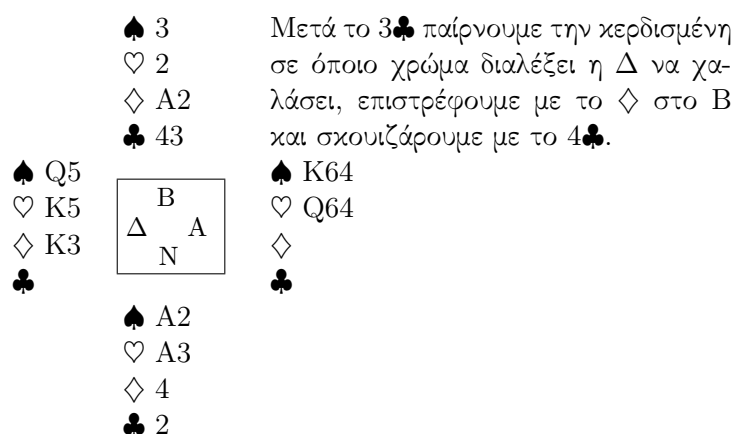 ♠ 3
♡ 2
♢ A2
♣ 43
Μετά το 3♣ παίρνουμε την κερδισμένη
σε όποιο χρώμα διαλέξει η Δ να χα-
λάσει, επιστρέφουμε με το ♢ στο Β
και σκουιζάρουμε με το 4♣.
♠ Q5
♡ K5
♢ K3
♣
Β
Δ Α
Ν
♠ K64
♡ Q64
♢
♣
♠ A2
♡ A3
♢ 4
♣ 2